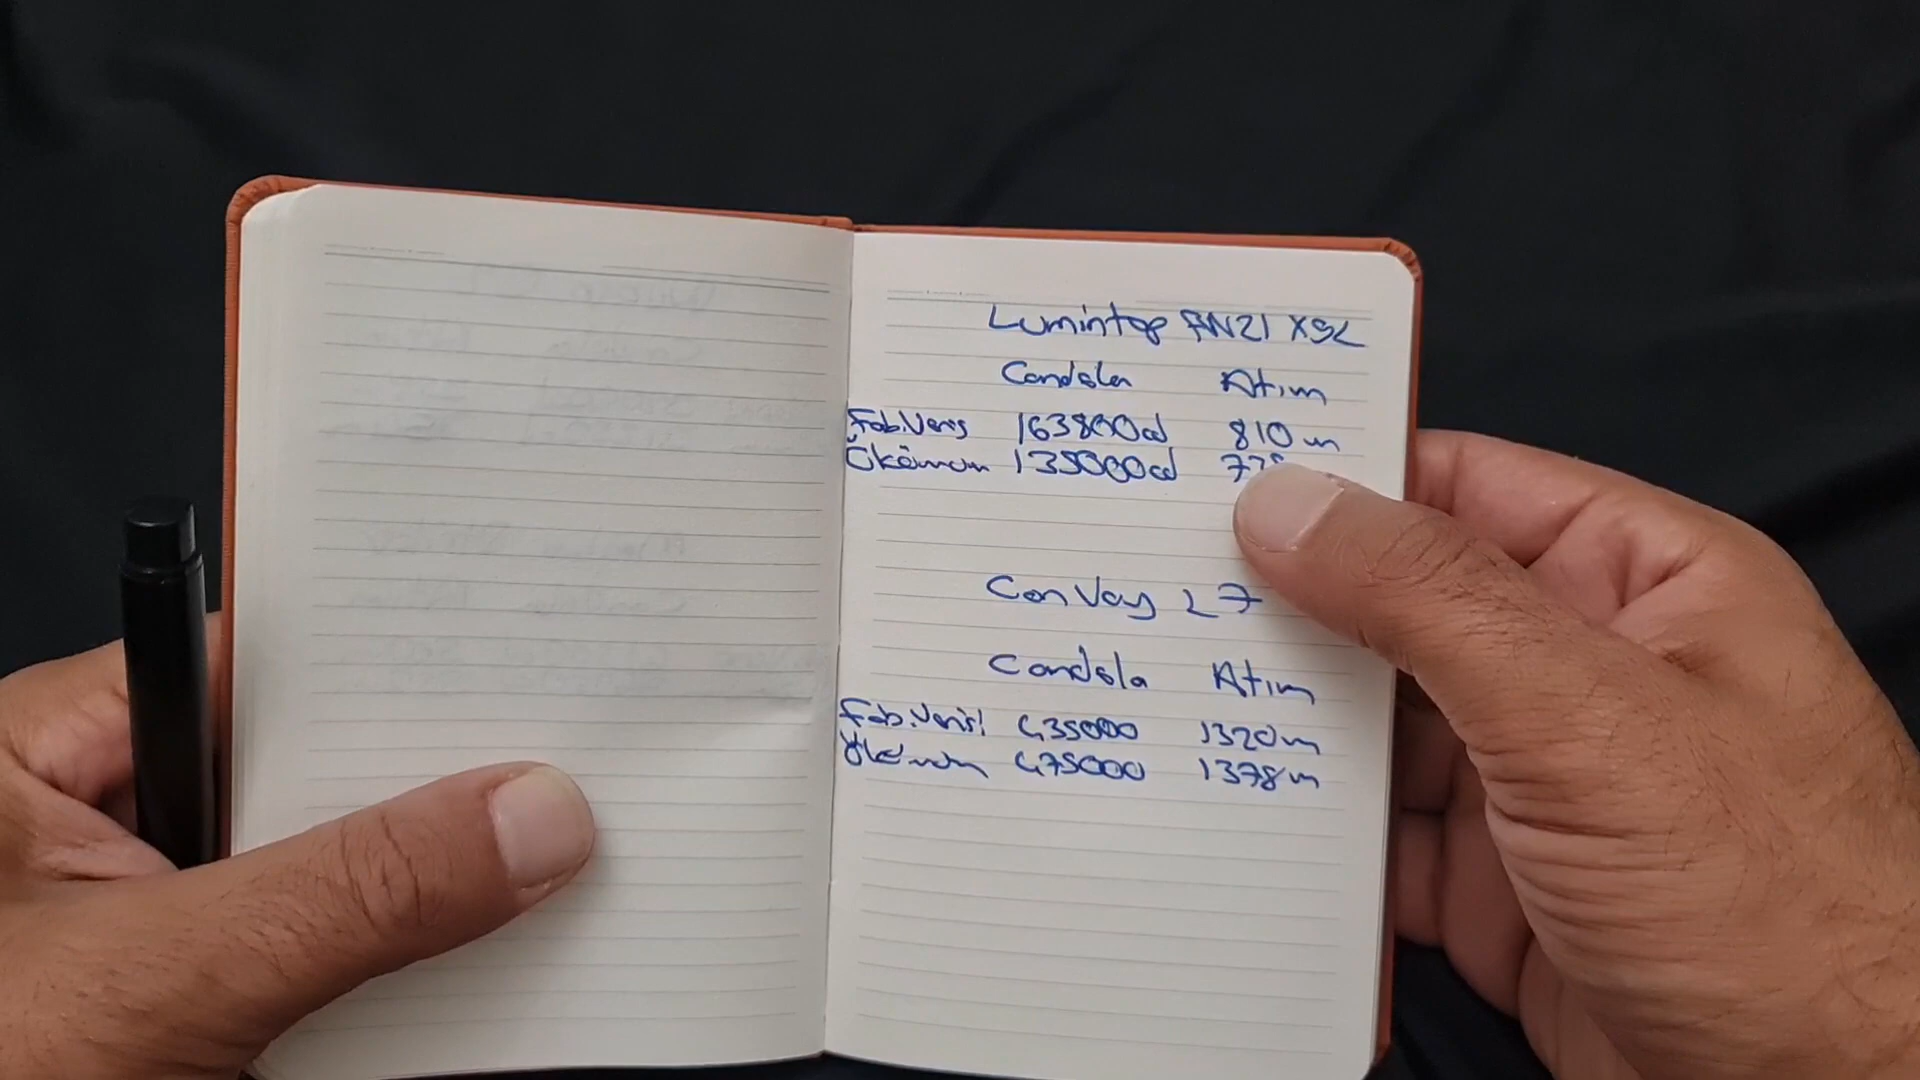 Lumintop FW21 X9L
Candela Atım
Fab.Veris 163800cd 810 m
Ölçümüm 135000cd
Convoy L7
Candela Atım
Fab.Verisi 435000 1320m
Ölçümüm 475000 1378m